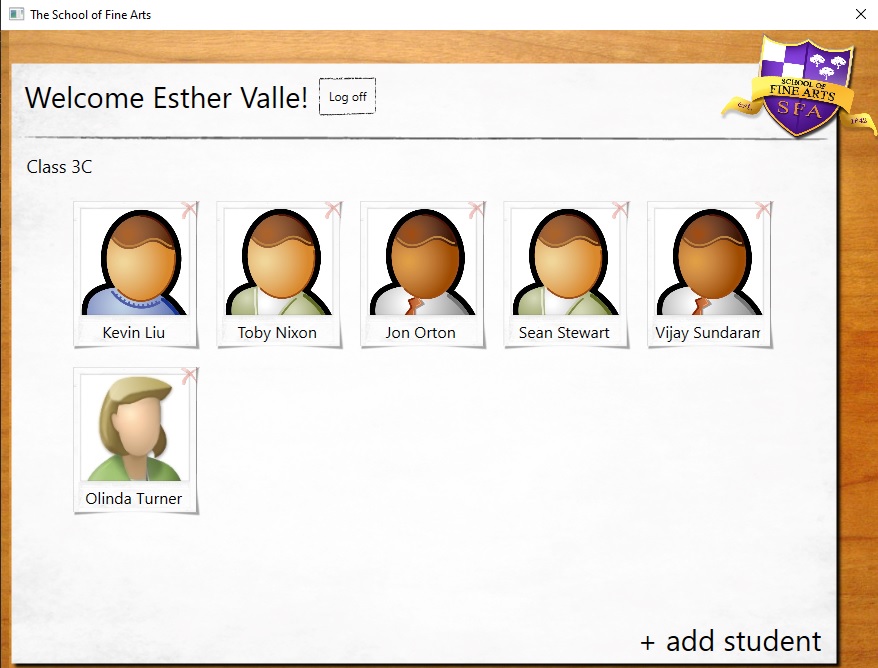 The School of Fine Arts
Welcome Esther Valle!
Log off
SCHOOL OF
FINE ARTS
SFA
Est.
1842
Class 3C
Kevin Liu
Toby Nixon
Jon Orton
Sean Stewart
Vijay Sundaram
Olinda Turner
+ add student